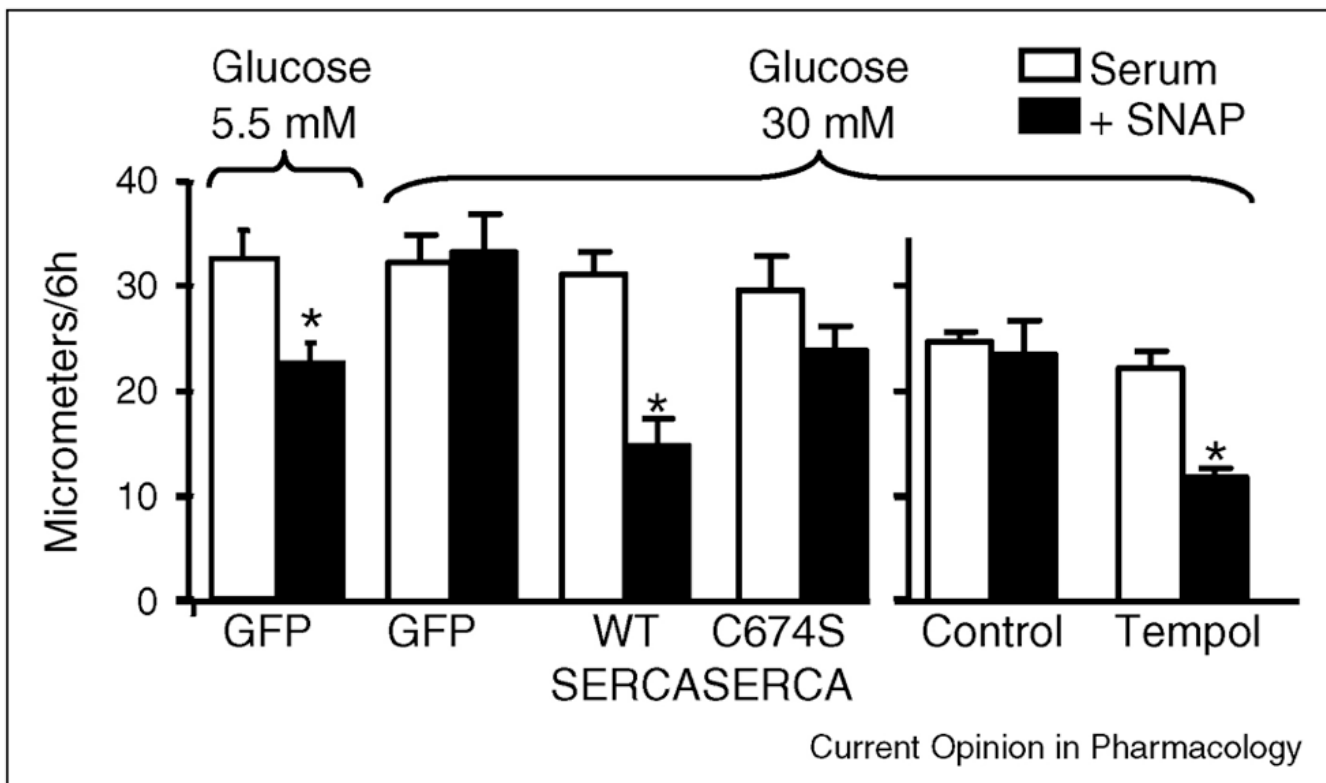 Glucose
5.5 mM
Glucose
30 mM
Serum
+ SNAP
Micrometers/6h
40
30
20
10
0
*
*
*
GFP GFP WT C674S Control Tempol
SERCASERCA
Current Opinion in Pharmacology